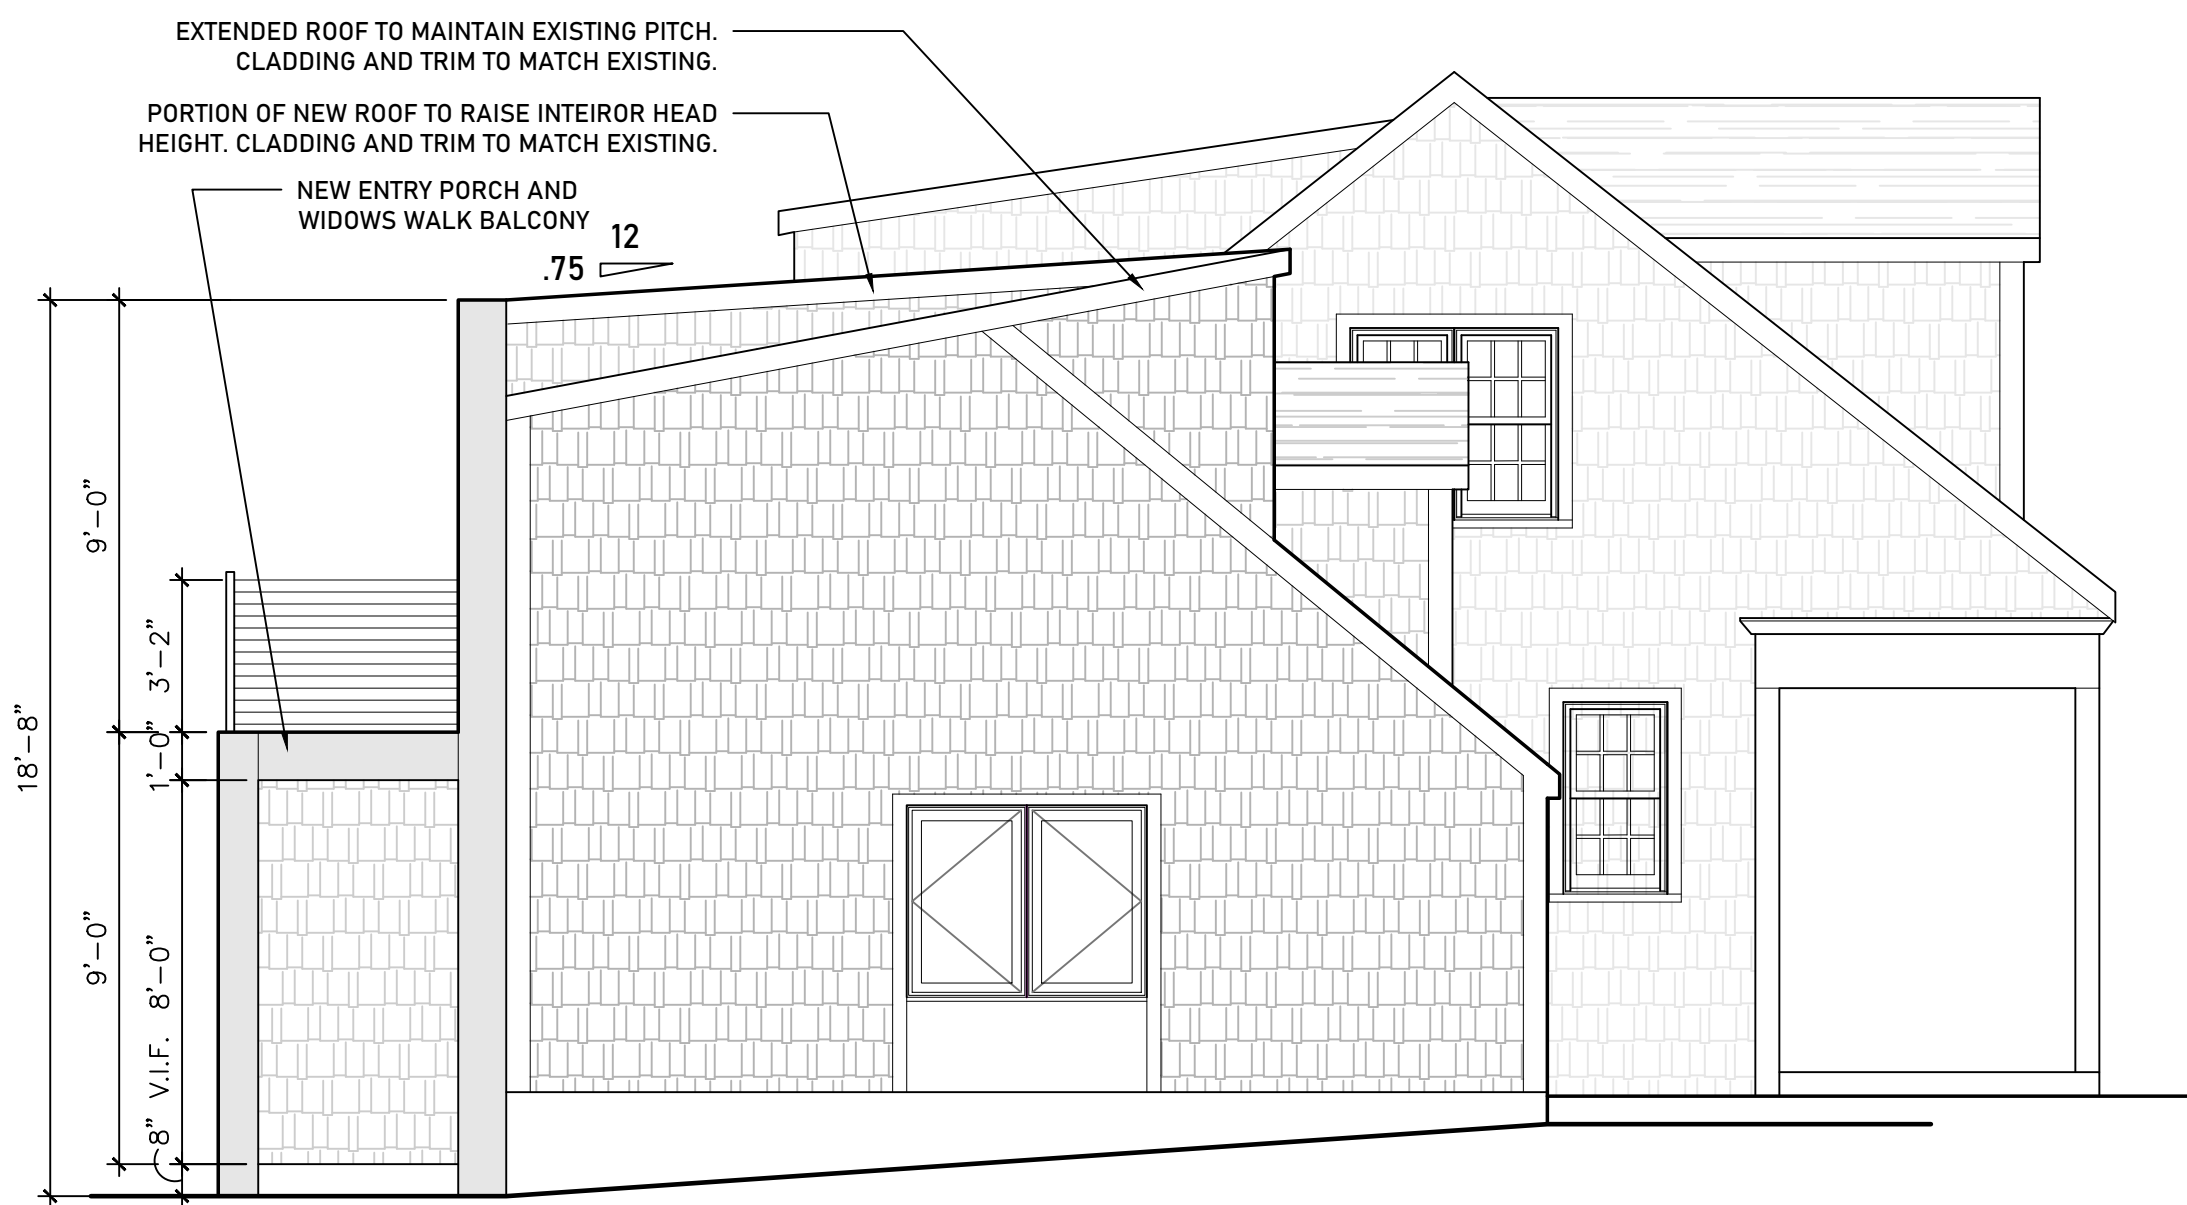 EXTENDED ROOF TO MAINTAIN EXISTING PITCH.
CLADDING AND TRIM TO MATCH EXISTING.
PORTION OF NEW ROOF TO RAISE INTEIROR HEAD
HEIGHT. CLADDING AND TRIM TO MATCH EXISTING.
NEW ENTRY PORCH AND
WIDOWS WALK BALCONY
12
.75
9'-0"
3'-2"
18'-8"
1'-0"
9'-0"
8" V.I.F. 8'-0"